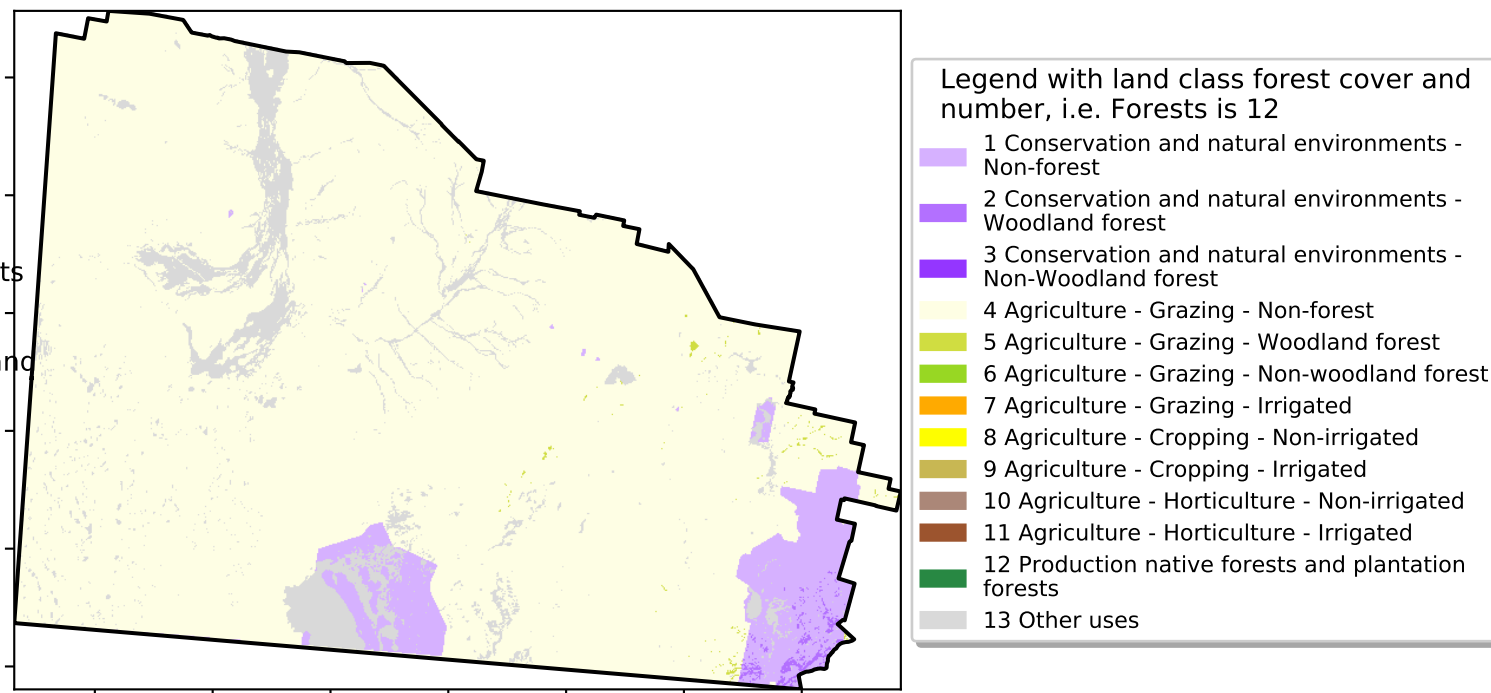 Legend with land class forest cover and
number, i.e. Forests is 12
1 Conservation and natural environments -
Non-forest
2 Conservation and natural environments -
Woodland forest
3 Conservation and natural environments -
Non-Woodland forest
4 Agriculture - Grazing - Non-forest
5 Agriculture - Grazing - Woodland forest
6 Agriculture - Grazing - Non-woodland forest
7 Agriculture - Grazing - Irrigated
8 Agriculture - Cropping - Non-irrigated
9 Agriculture - Cropping - Irrigated
10 Agriculture - Horticulture - Non-irrigated
11 Agriculture - Horticulture - Irrigated
12 Production native forests and plantation
forests
13 Other uses